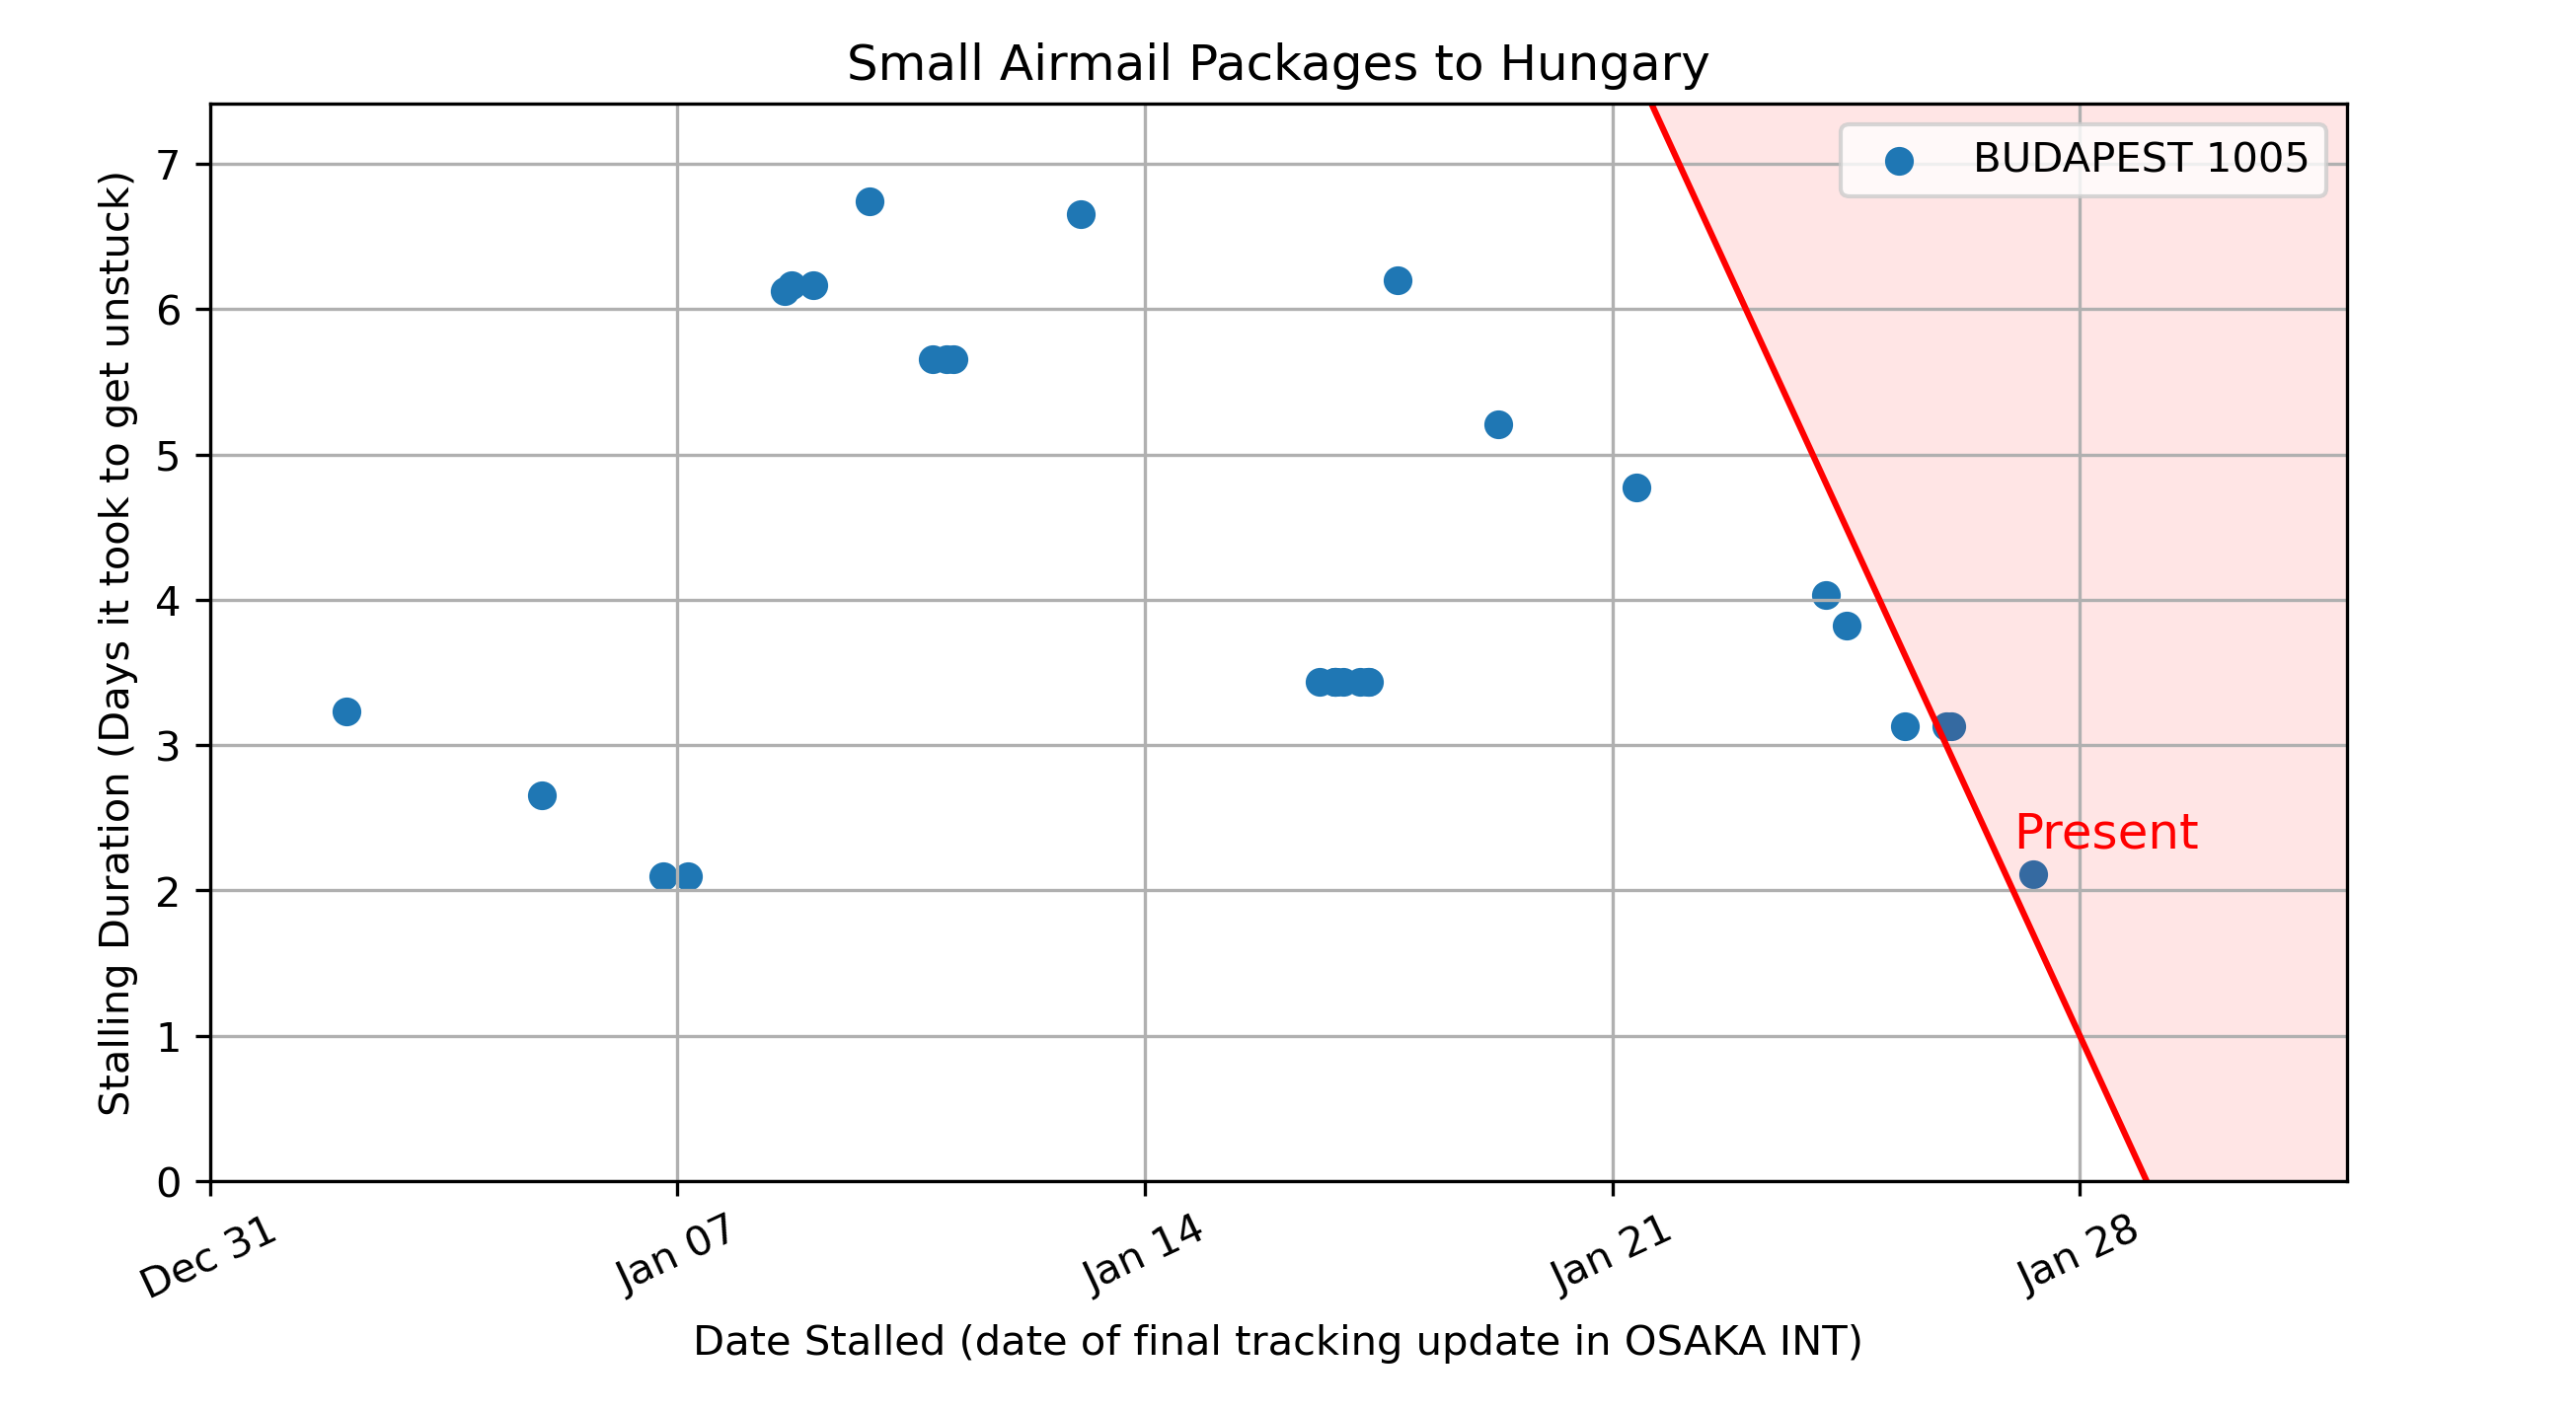 Small Airmail Packages to Hungary
BUDAPEST 1005
Present
Stalling Duration (Days it took to get unstuck)
7
6
5
4
3
2
1
0
Dec 31
Jan 07
Jan 14
Jan 21
Jan 28
Date Stalled (date of final tracking update in OSAKA INT)